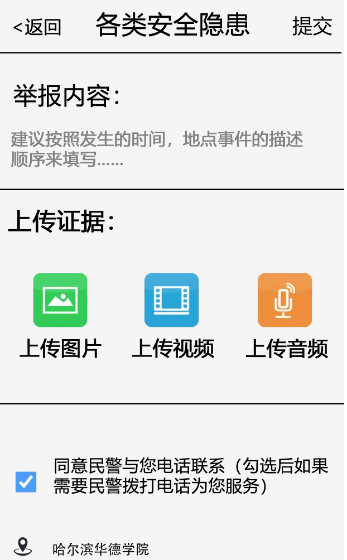 <返回 各类安全隐患 提交
举报内容：
建议按照发生的时间，地点事件的描述
顺序来填写......
上传证据：
上传图片 上传视频 上传音频
同意民警与您电话联系（勾选后如果
需要民警拨打电话为您服务）
哈尔滨华德学院